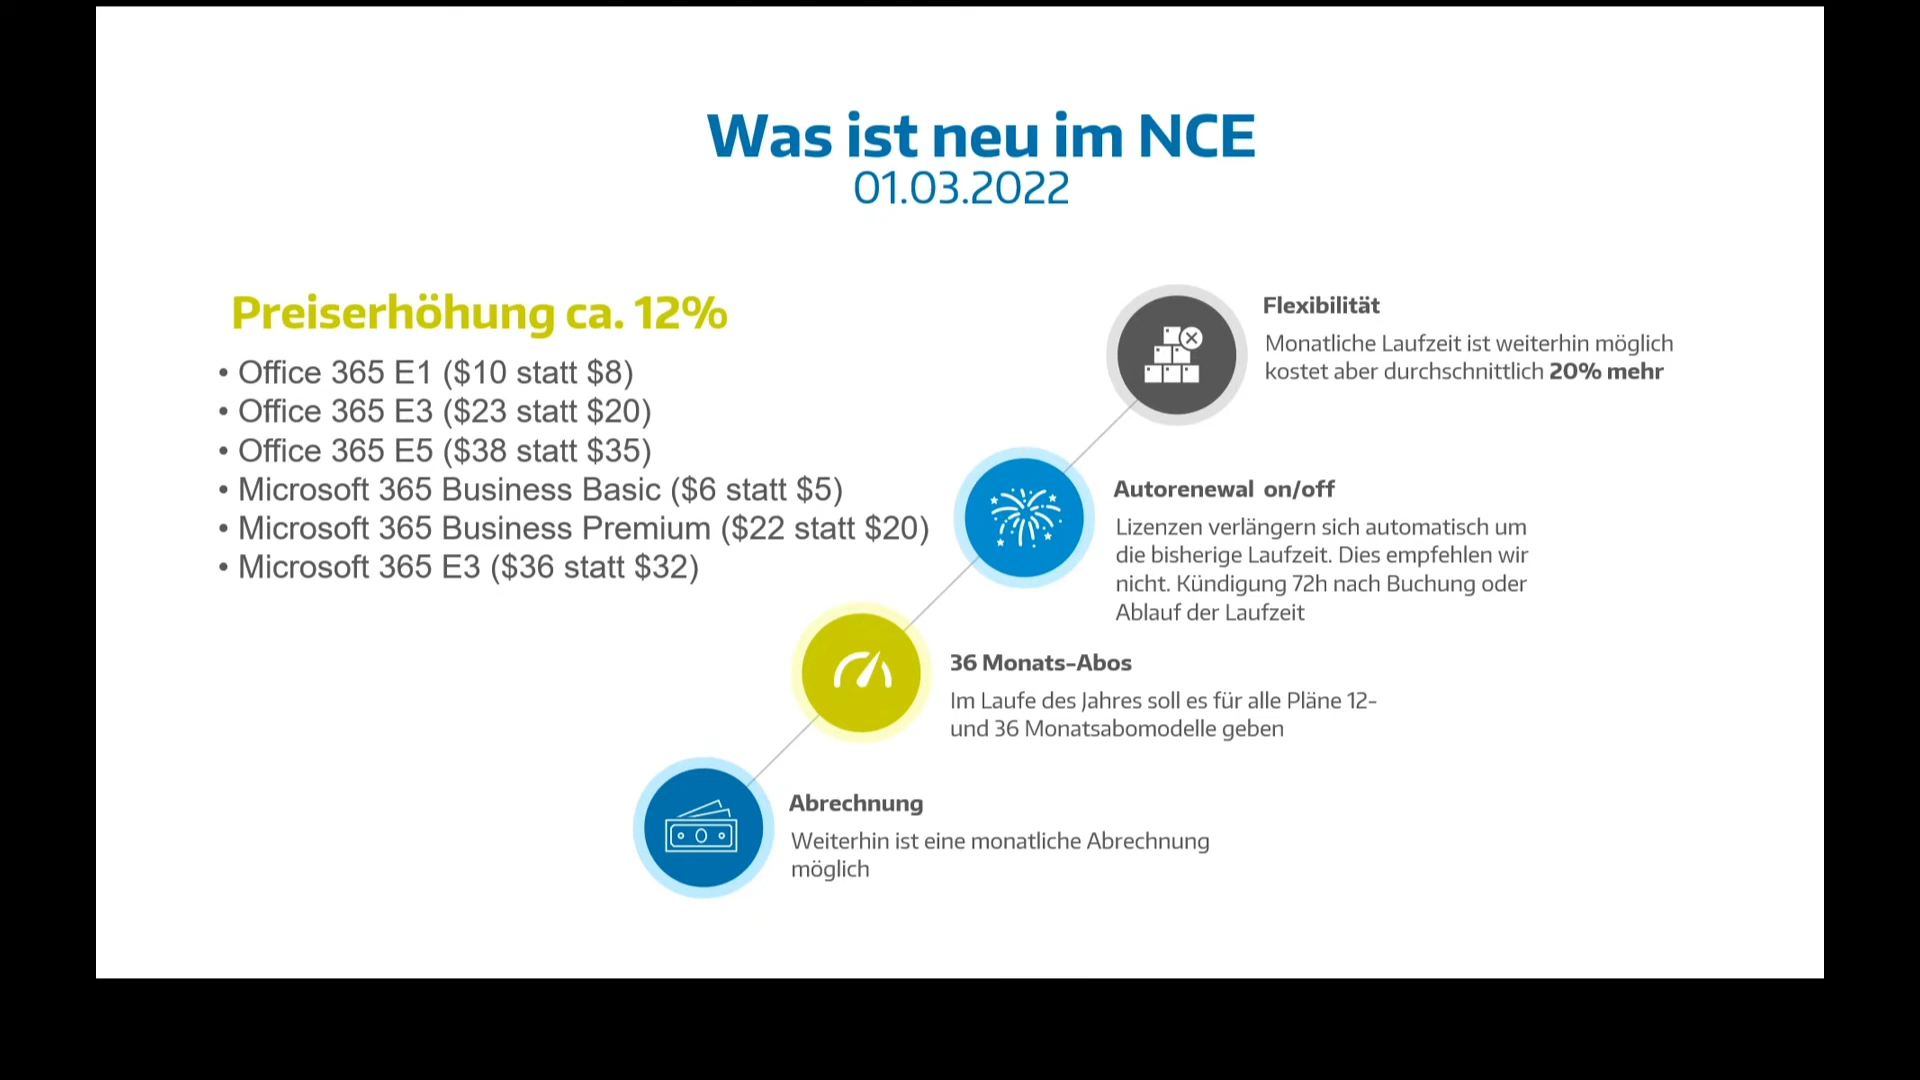 Was ist neu im NCE
01.03.2022
Preiserhöhung ca. 12%
• Office 365 E1 ($10 statt $8)
• Office 365 E3 ($23 statt $20)
• Office 365 E5 ($38 statt $35)
• Microsoft 365 Business Basic ($6 statt $5)
• Microsoft 365 Business Premium ($22 statt $20)
• Microsoft 365 E3 ($36 statt $32)
Flexibilität
Monatliche Laufzeit ist weiterhin möglich
kostet aber durchschnittlich 20% mehr
Autorenewal on/off
Lizenzen verlängern sich automatisch um
die bisherige Laufzeit. Dies empfehlen wir
nicht. Kündigung 72h nach Buchung oder
Ablauf der Laufzeit
36 Monats-Abos
Im Laufe des Jahres soll es für alle Pläne 12-
und 36 Monatsabomodelle geben
Abrechnung
Weiterhin ist eine monatliche Abrechnung
möglich